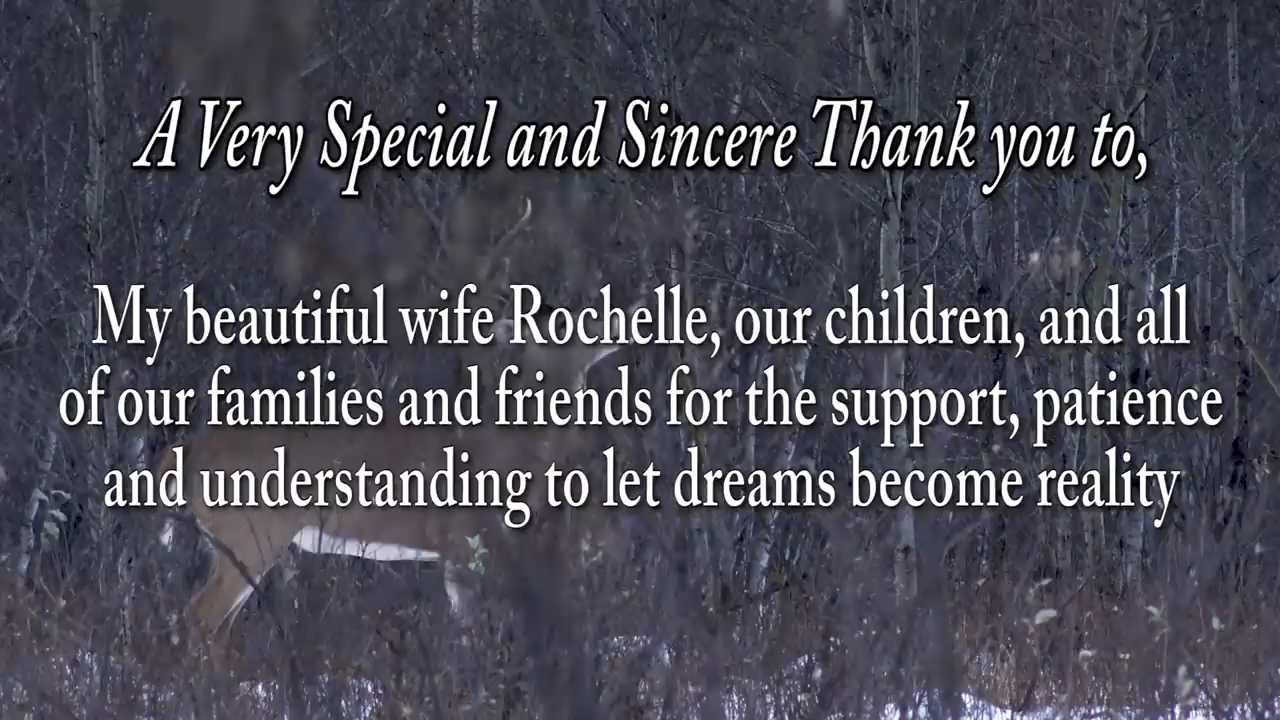 A Very Special and Sincere Thank you to,
My beautiful wife Rochelle, our children, and all
of our families and friends for the support, patience
and understanding to let dreams become reality